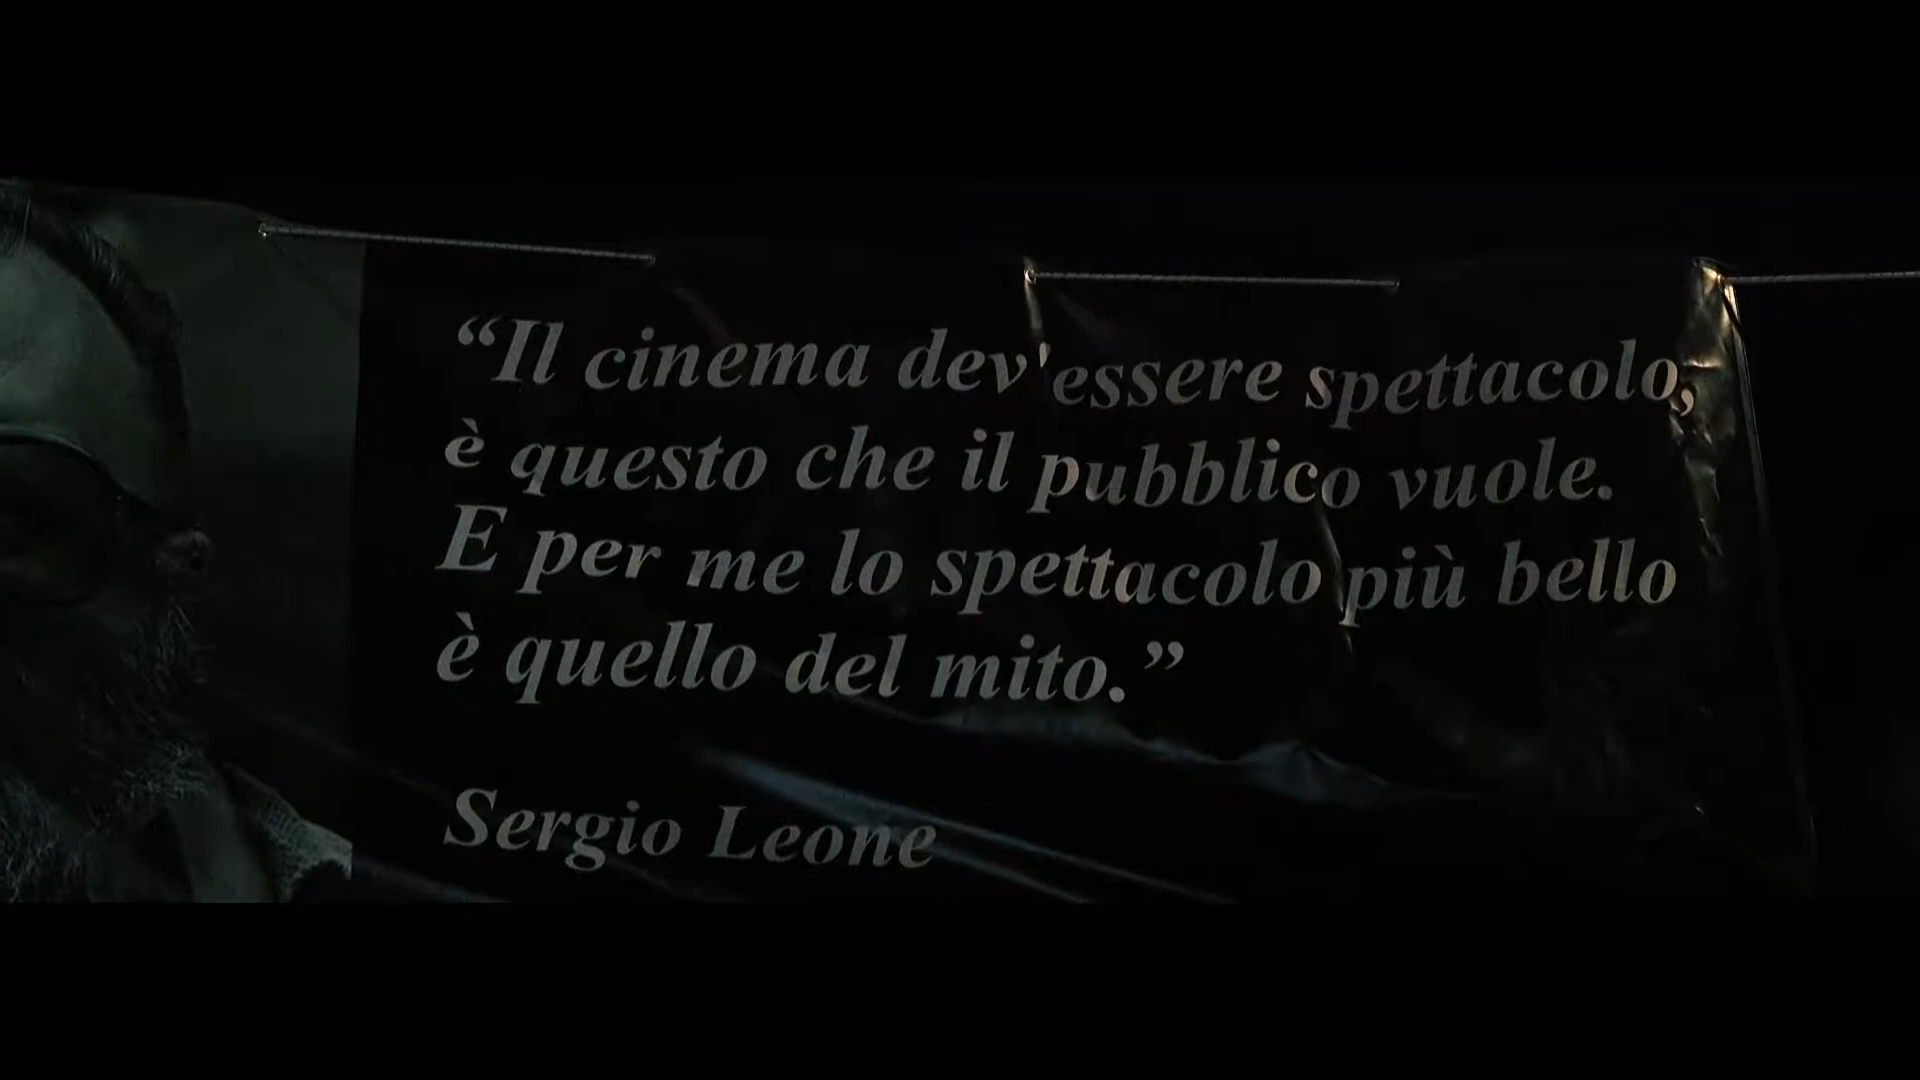 “Il cinema dev'essere spettacolo,
è questo che il pubblico vuole.
E per me lo spettacolo più bello
è quello del mito.”
Sergio Leone